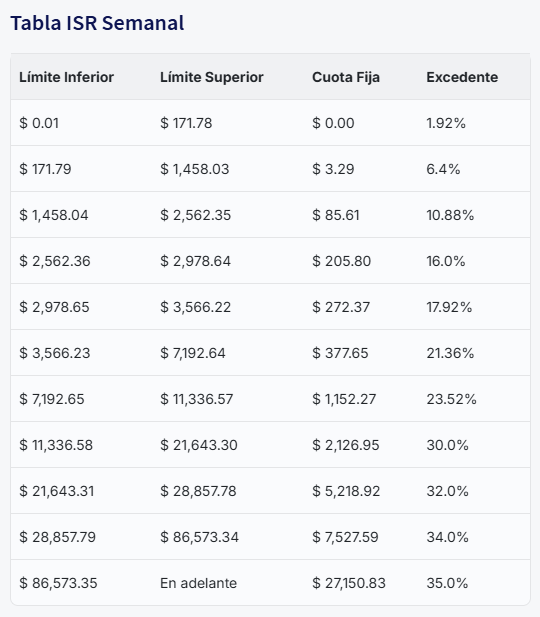 Tabla ISR Semanal
Límite Inferior Límite Superior Cuota Fija Excedente
$ 0.01 $ 171.78 $ 0.00 1.92%
$ 171.79 $ 1,458.03 $ 3.29 6.4%
$ 1,458.04 $ 2,562.35 $ 85.61 10.88%
$ 2,562.36 $ 2,978.64 $ 205.80 16.0%
$ 2,978.65 $ 3,566.22 $ 272.37 17.92%
$ 3,566.23 $ 7,192.64 $ 377.65 21.36%
$ 7,192.65 $ 11,336.57 $ 1,152.27 23.52%
$ 11,336.58 $ 21,643.30 $ 2,126.95 30.0%
$ 21,643.31 $ 28,857.78 $ 5,218.92 32.0%
$ 28,857.79 $ 86,573.34 $ 7,527.59 34.0%
$ 86,573.35 En adelante $ 27,150.83 35.0%